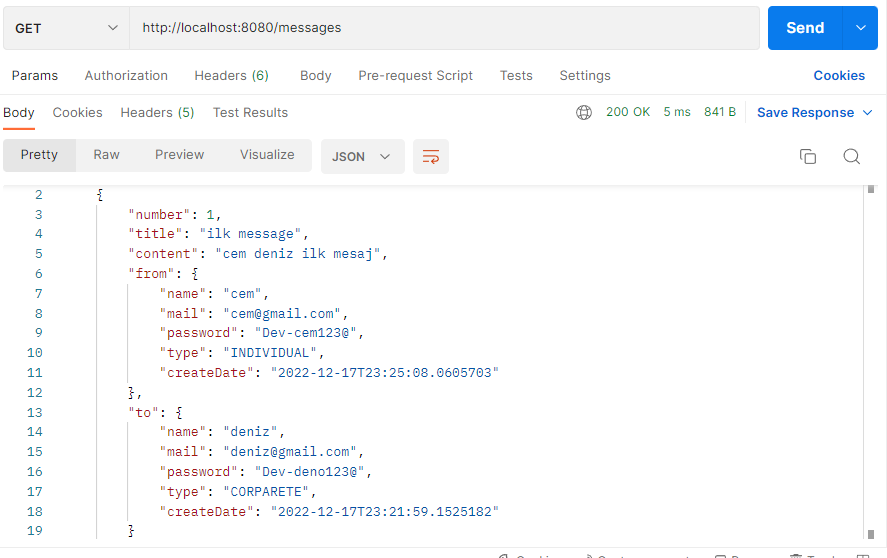 GET http://localhost:8080/messages Send
Params Authorization Headers (6) Body Pre-request Script Tests Settings Cookies
Body Cookies Headers (5) Test Results 200 OK 5 ms 841 B Save Response
Pretty Raw Preview Visualize JSON
2 {
3 "number": 1,
4 "title": "ilk message",
5 "content": "cem deniz ilk mesaj",
6 "from": {
7 "name": "cem",
8 "mail": "cem@gmail.com",
9 "password": "Dev-cem123@",
10 "type": "INDIVIDUAL",
11 "createDate": "2022-12-17T23:25:08.0605703"
12 },
13 "to": {
14 "name": "deniz",
15 "mail": "deniz@gmail.com",
16 "password": "Dev-deno123@",
17 "type": "CORPARETE",
18 "createDate": "2022-12-17T23:21:59.1525182"
19 }